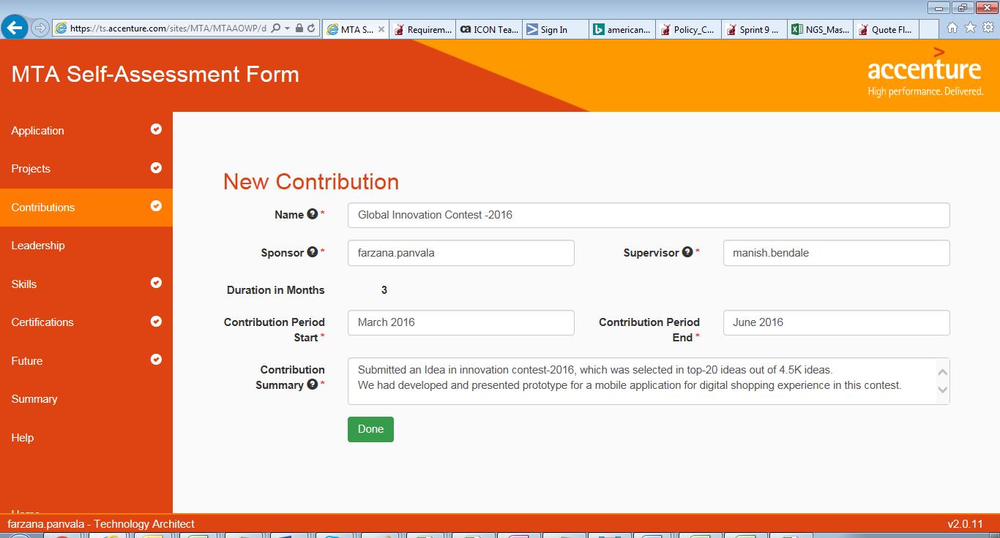 https://ts.accenture.com/sites/MTA/MTAAOWP/d
MTA S...
Requirem...
ca ICON Tea...
Sign In
american...
Policy_C...
Sprint 9 ...
NGS_Mas...
Quote Fl...
MTA Self-Assessment Form
accenture
High performance. Delivered.
Application
Projects
Contributions
Leadership
Skills
Certifications
Future
Summary
Help
New Contribution
Name ? *
Global Innovation Contest -2016
Sponsor ? *
farzana.panvala
Supervisor ? *
manish.bendale
Duration in Months
3
Contribution Period
Start *
March 2016
Contribution Period
End *
June 2016
Contribution
Summary ? *
Submitted an Idea in innovation contest-2016, which was selected in top-20 ideas out of 4.5K ideas.
We had developed and presented prototype for a mobile application for digital shopping experience in this contest.
Done
farzana.panvala - Technology Architect
v2.0.11